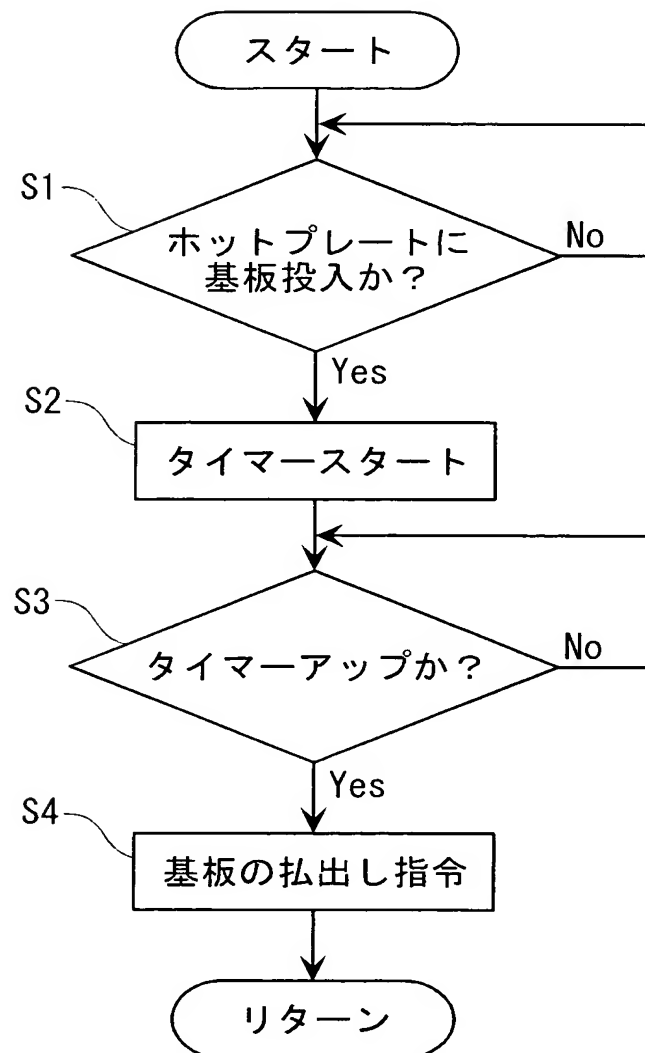 スタート
S1
ホットプレートに
基板投入か？
No
Yes
S2
タイマースタート
S3
タイマーアップか？
No
Yes
S4
基板の払出し指令
リターン